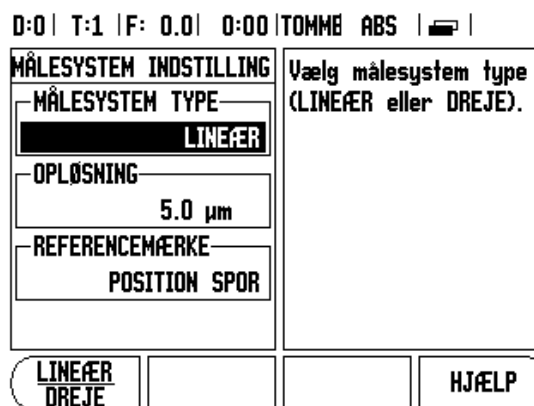 D:0 | T:1 | F: 0.0 | 0:00 | TOMME ABS
MÅLESYSTEM INDSTILLING
MÅLESYSTEM TYPE
LINEÆR
OPLØSNING
5.0 µm
REFERENCEMÆRKE
POSITION SPOR
Vælg målesystem type
(LINEÆR eller DREJE).
LINEÆR
DREJE
HJÆLP